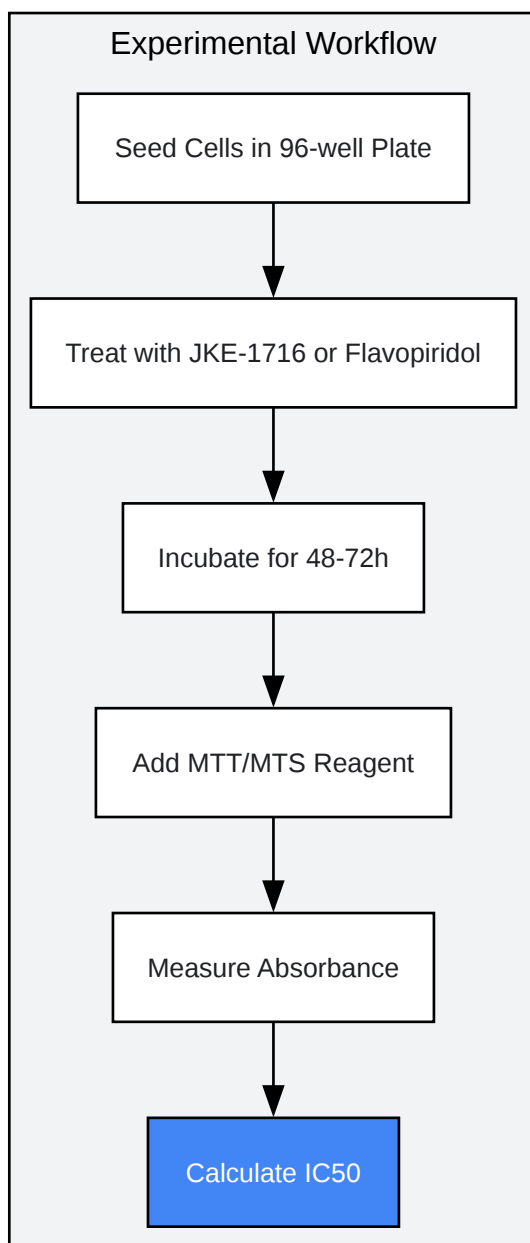 Experimental Workflow
Seed Cells in 96-well Plate
Treat with JKE-1716 or Flavopiridol
Incubate for 48-72h
Add MTT/MTS Reagent
Measure Absorbance
Calculate IC50